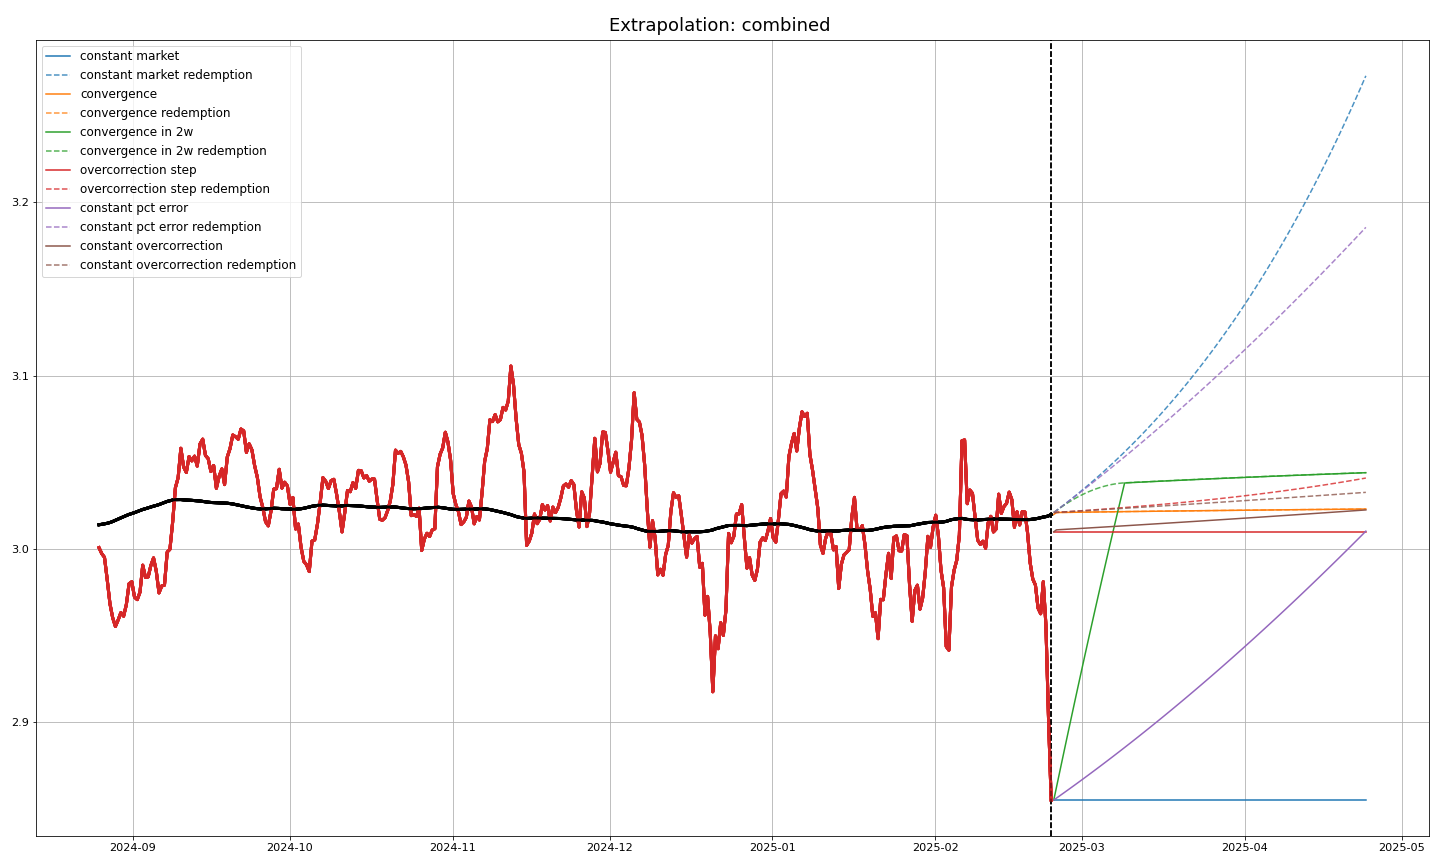 Extrapolation: combined
constant market
constant market redemption
convergence
convergence redemption
convergence in 2w
convergence in 2w redemption
overcorrection step
overcorrection step redemption
constant pct error
constant pct error redemption
constant overcorrection
constant overcorrection redemption
3.2
3.1
3.0
2.9
2024-09 2024-10 2024-11 2024-12 2025-01 2025-02 2025-03 2025-04 2025-05